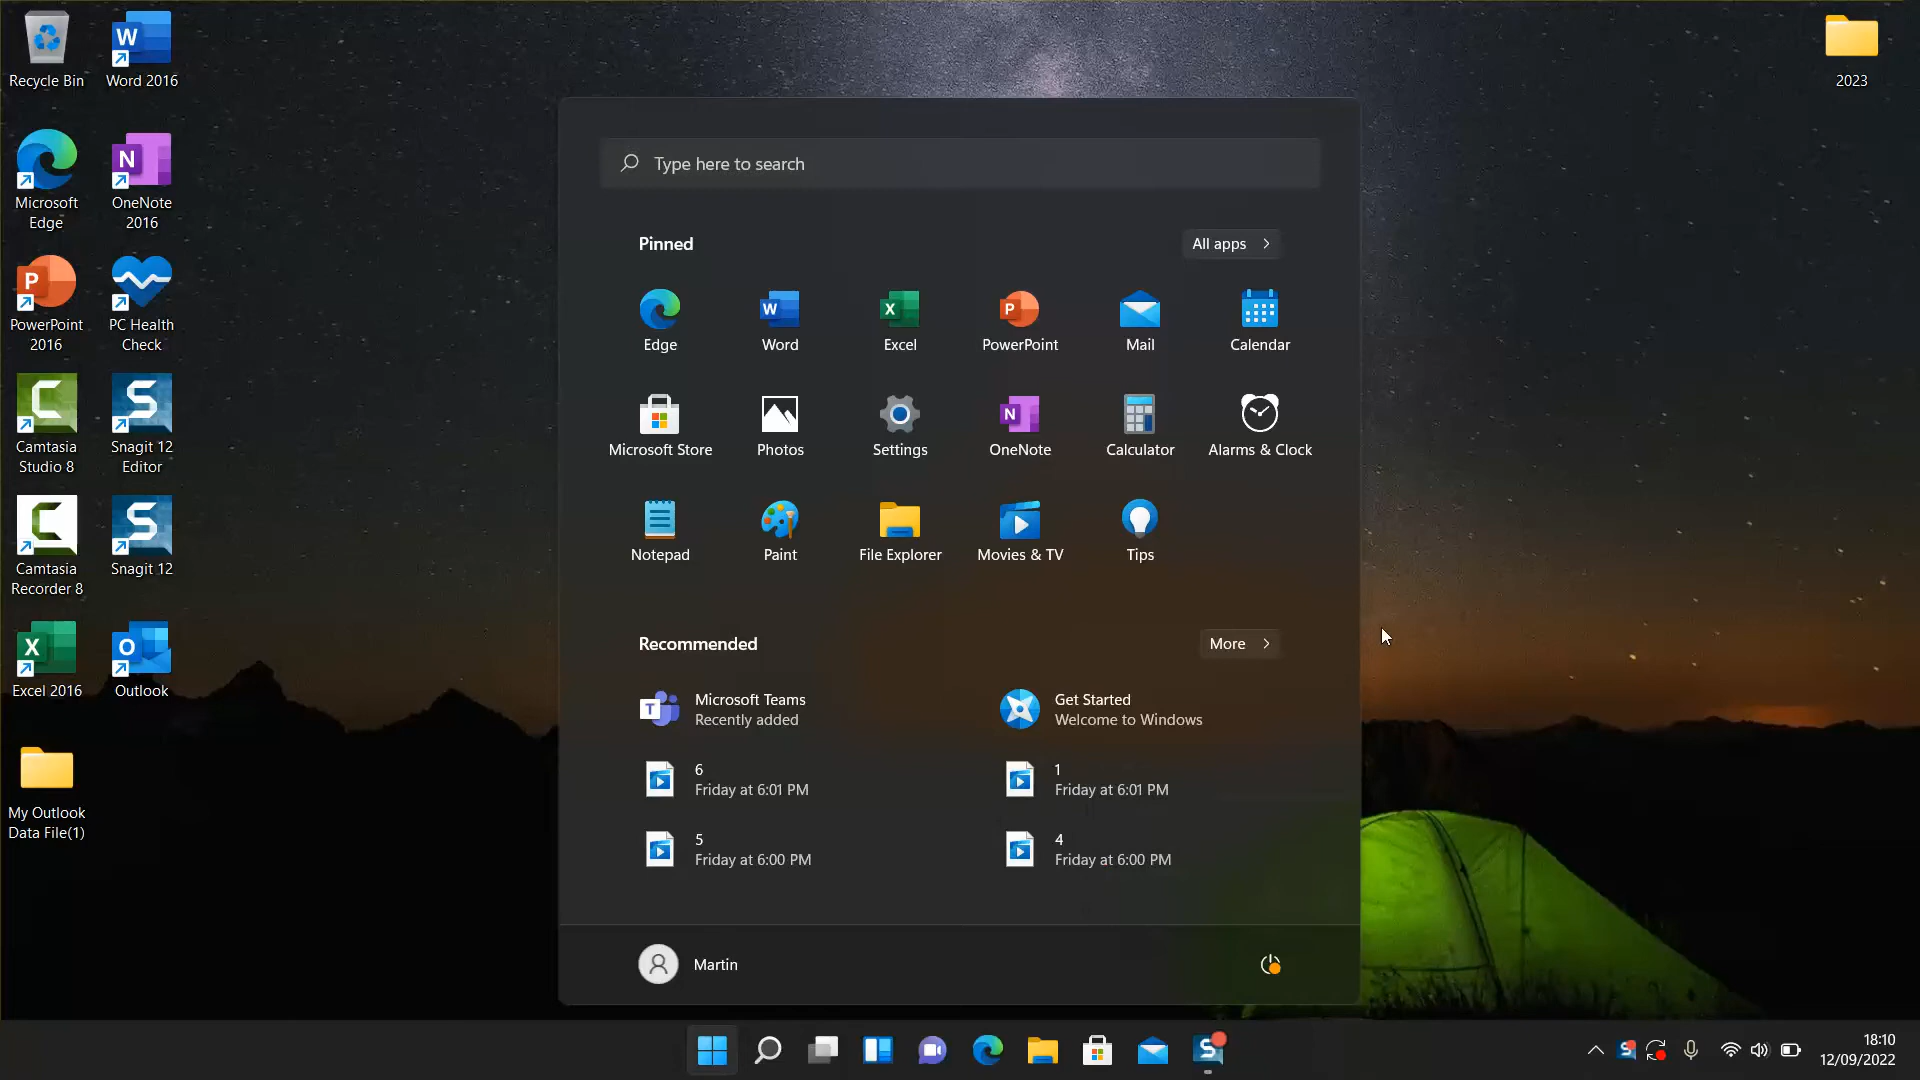 Recycle Bin
Word 2016
Microsoft
Edge
OneNote
2016
PowerPoint
2016
PC Health
Check
Camtasia
Studio 8
Snagit 12
Editor
Camtasia
Recorder 8
Snagit 12
Excel 2016
Outlook
My Outlook
Data File(1)
2023
Type here to search
Pinned
All apps
Edge
Word
Excel
PowerPoint
Mail
Calendar
Microsoft Store
Photos
Settings
OneNote
Calculator
Alarms & Clock
Notepad
Paint
File Explorer
Movies & TV
Tips
Recommended
More
Microsoft Teams
Recently added
Get Started
Welcome to Windows
6
Friday at 6:01 PM
1
Friday at 6:01 PM
5
Friday at 6:00 PM
4
Friday at 6:00 PM
Martin
18:10
12/09/2022